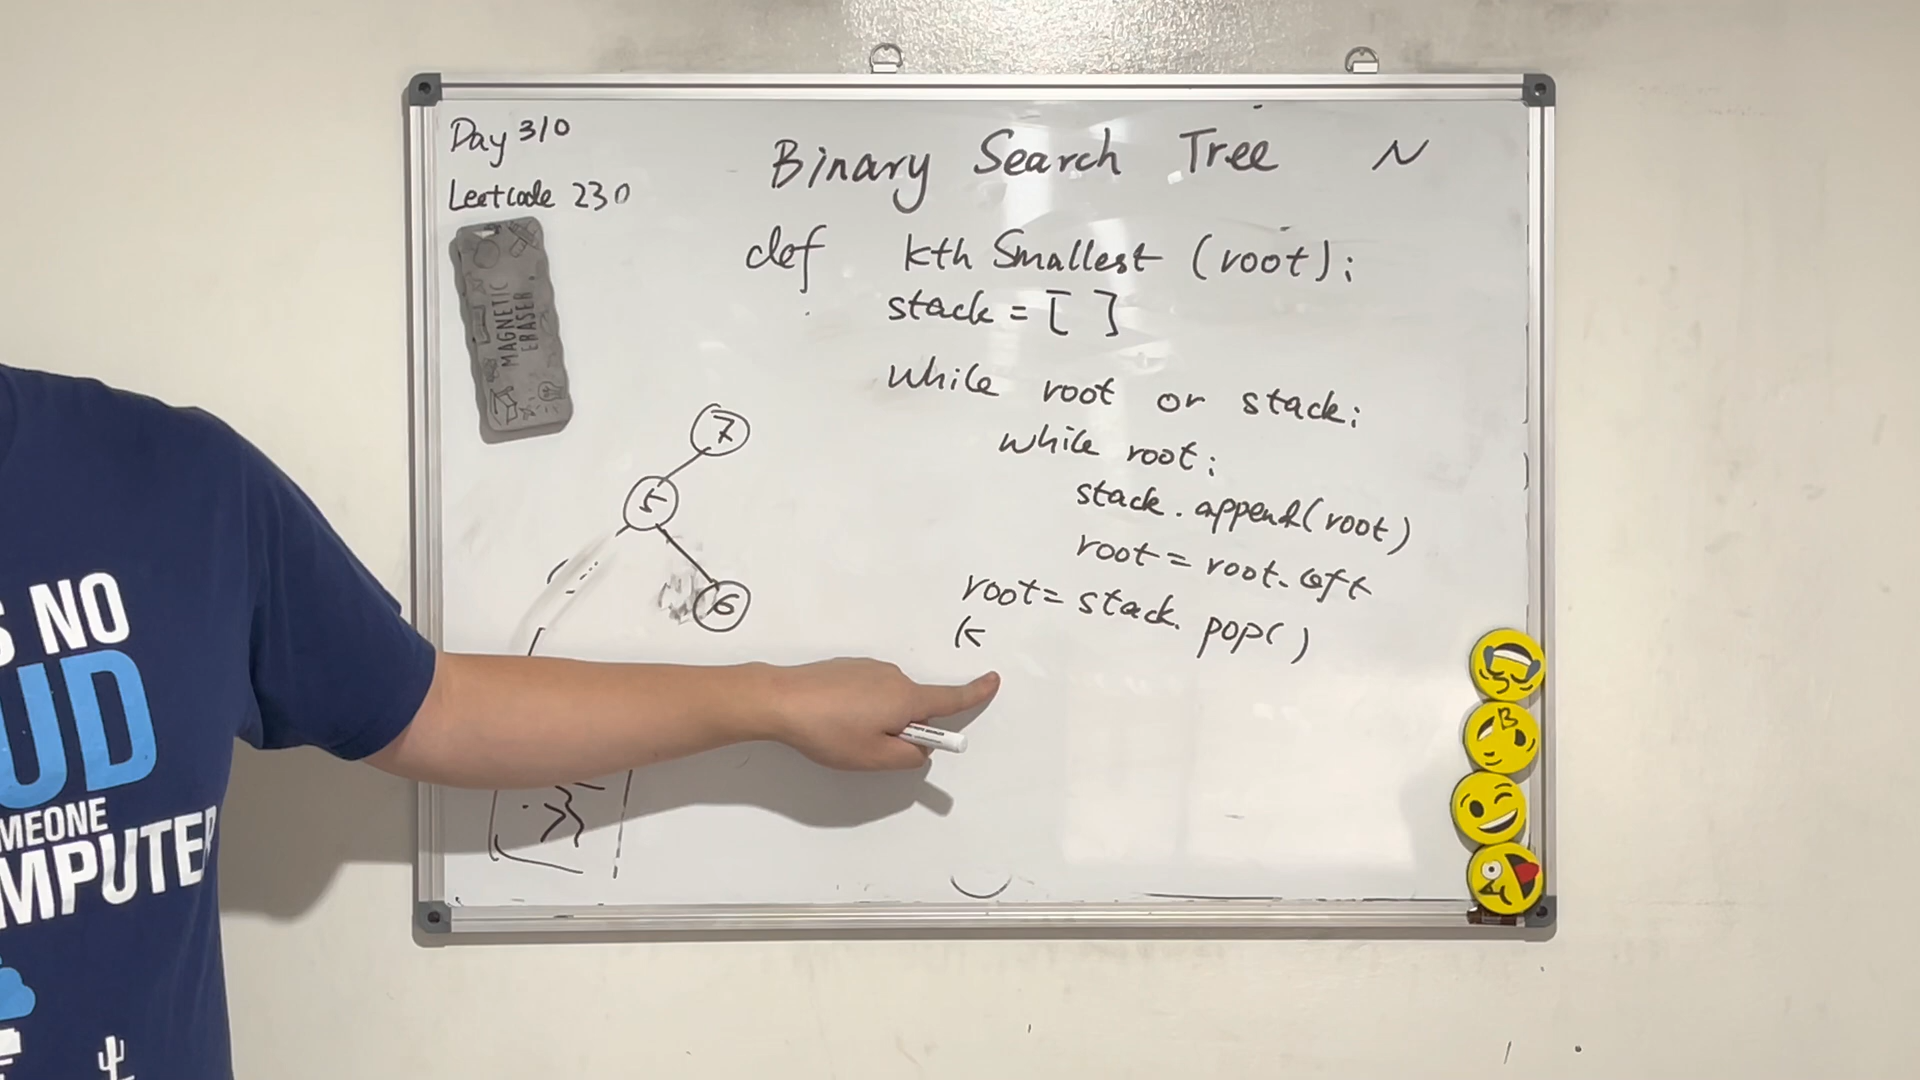 Day 310
Leetcode 230
MAGNETIC
ERASER
Binary Search Tree N
def kth Smallest (root):
stack = [ ]
while root or stack:
while root:
stack.append(root)
root = root.left
root = stack.pop()
k
7
5
6
S NO
UD
MEONE
MPUTER